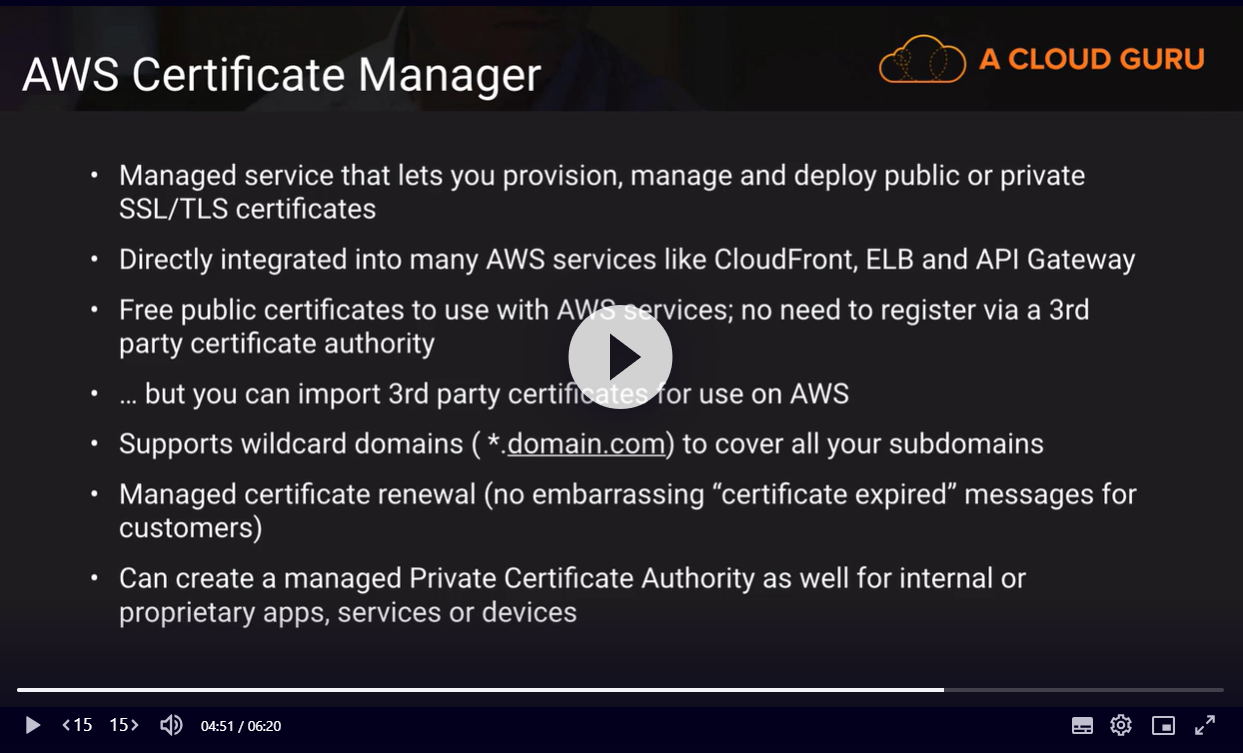 AWS Certificate Manager
A CLOUD GURU
• Managed service that lets you provision, manage and deploy public or private
SSL/TLS certificates
• Directly integrated into many AWS services like CloudFront, ELB and API Gateway
• Free public certificates to use with AWS services; no need to register via a 3rd
party certificate authority
• … but you can import 3rd party certificates for use on AWS
• Supports wildcard domains ( *.domain.com) to cover all your subdomains
• Managed certificate renewal (no embarrassing “certificate expired” messages for
customers)
• Can create a managed Private Certificate Authority as well for internal or
proprietary apps, services or devices
<15 15> 04:51 / 06:20